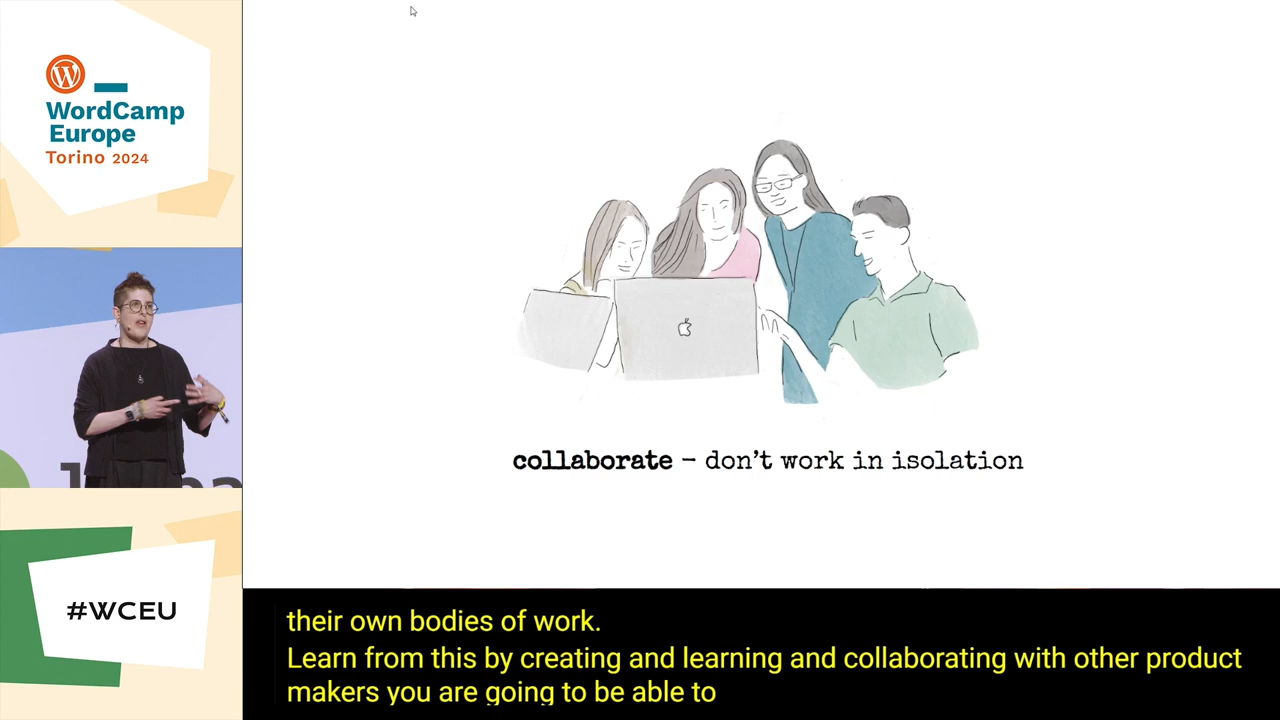 WordCamp
Europe
Torino 2024
collaborate – don't work in isolation
#WCEU
their own bodies of work.
Learn from this by creating and learning and collaborating with other product
makers you are going to be able to